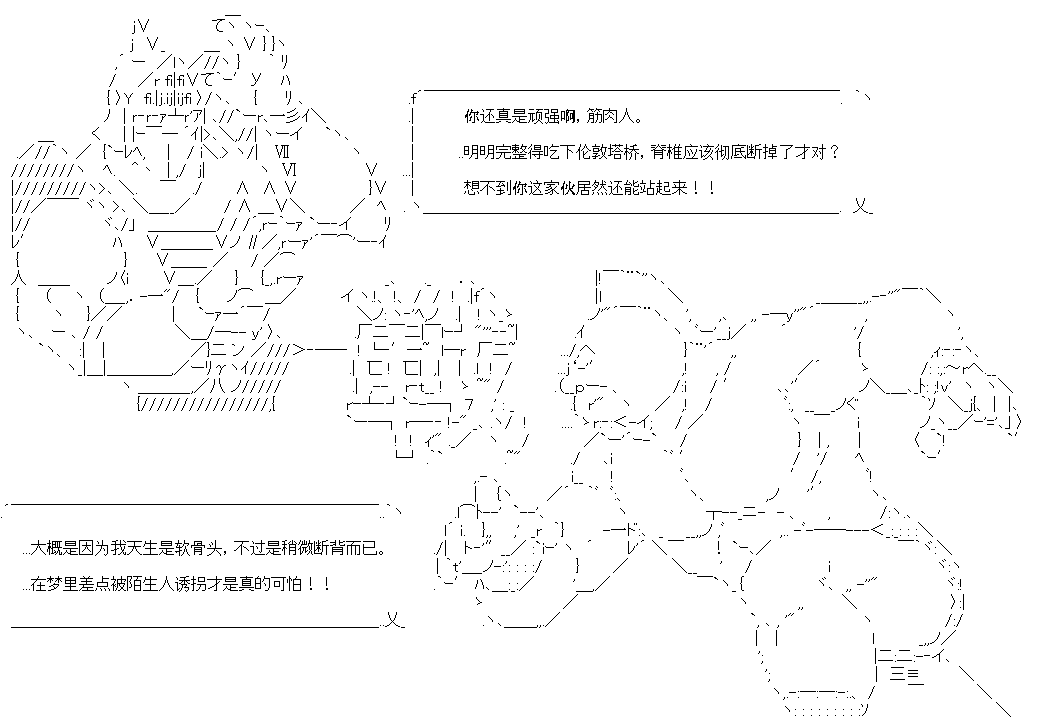 你还真是顽强啊，筋肉人。
..明明完整得吃下伦敦塔桥，脊椎应该彻底断掉了才对？
想不到你这家伙居然还能站起来！！
...大概是因为我天生是软骨头，不过是稍微断背而已。
...在梦里差点被陌生人诱拐才是真的可怕！！